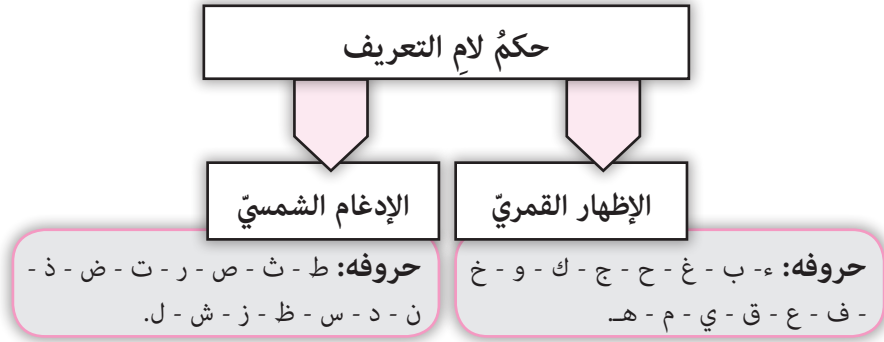 حكمُ لامِ التعريف
الإظهار القمريّ
حروفه: ء- ب - غ - ح - ج - ك - و - خ
- ف - ع - ق - ي - م - هـ.
الإدغام الشمسيّ
حروفه: ط - ث - ص - ر - ت - ض - ذ -
ن - د - س - ظ - ز - ش - ل.